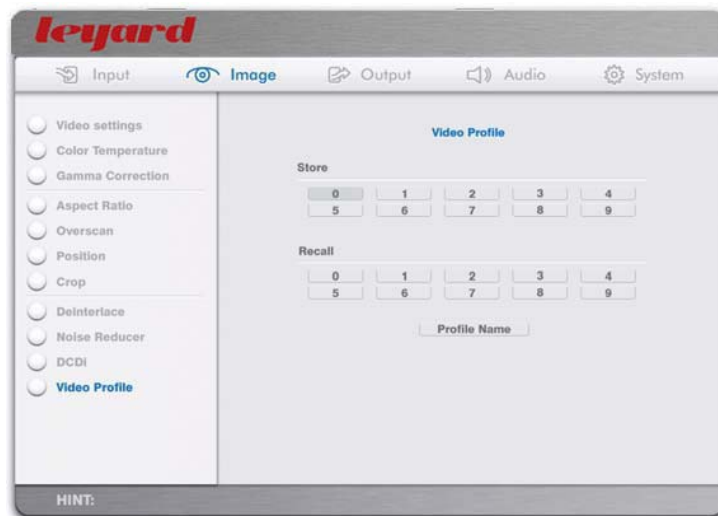 leyard
Input Image Output Audio System
Video settings
Color Temperature
Gamma Correction
Aspect Ratio
Overscan
Position
Crop
Deinterlace
Noise Reducer
DCDi
Video Profile
Video Profile
Store
0 1 2 3 4
5 6 7 8 9
Recall
0 1 2 3 4
5 6 7 8 9
Profile Name
HINT: